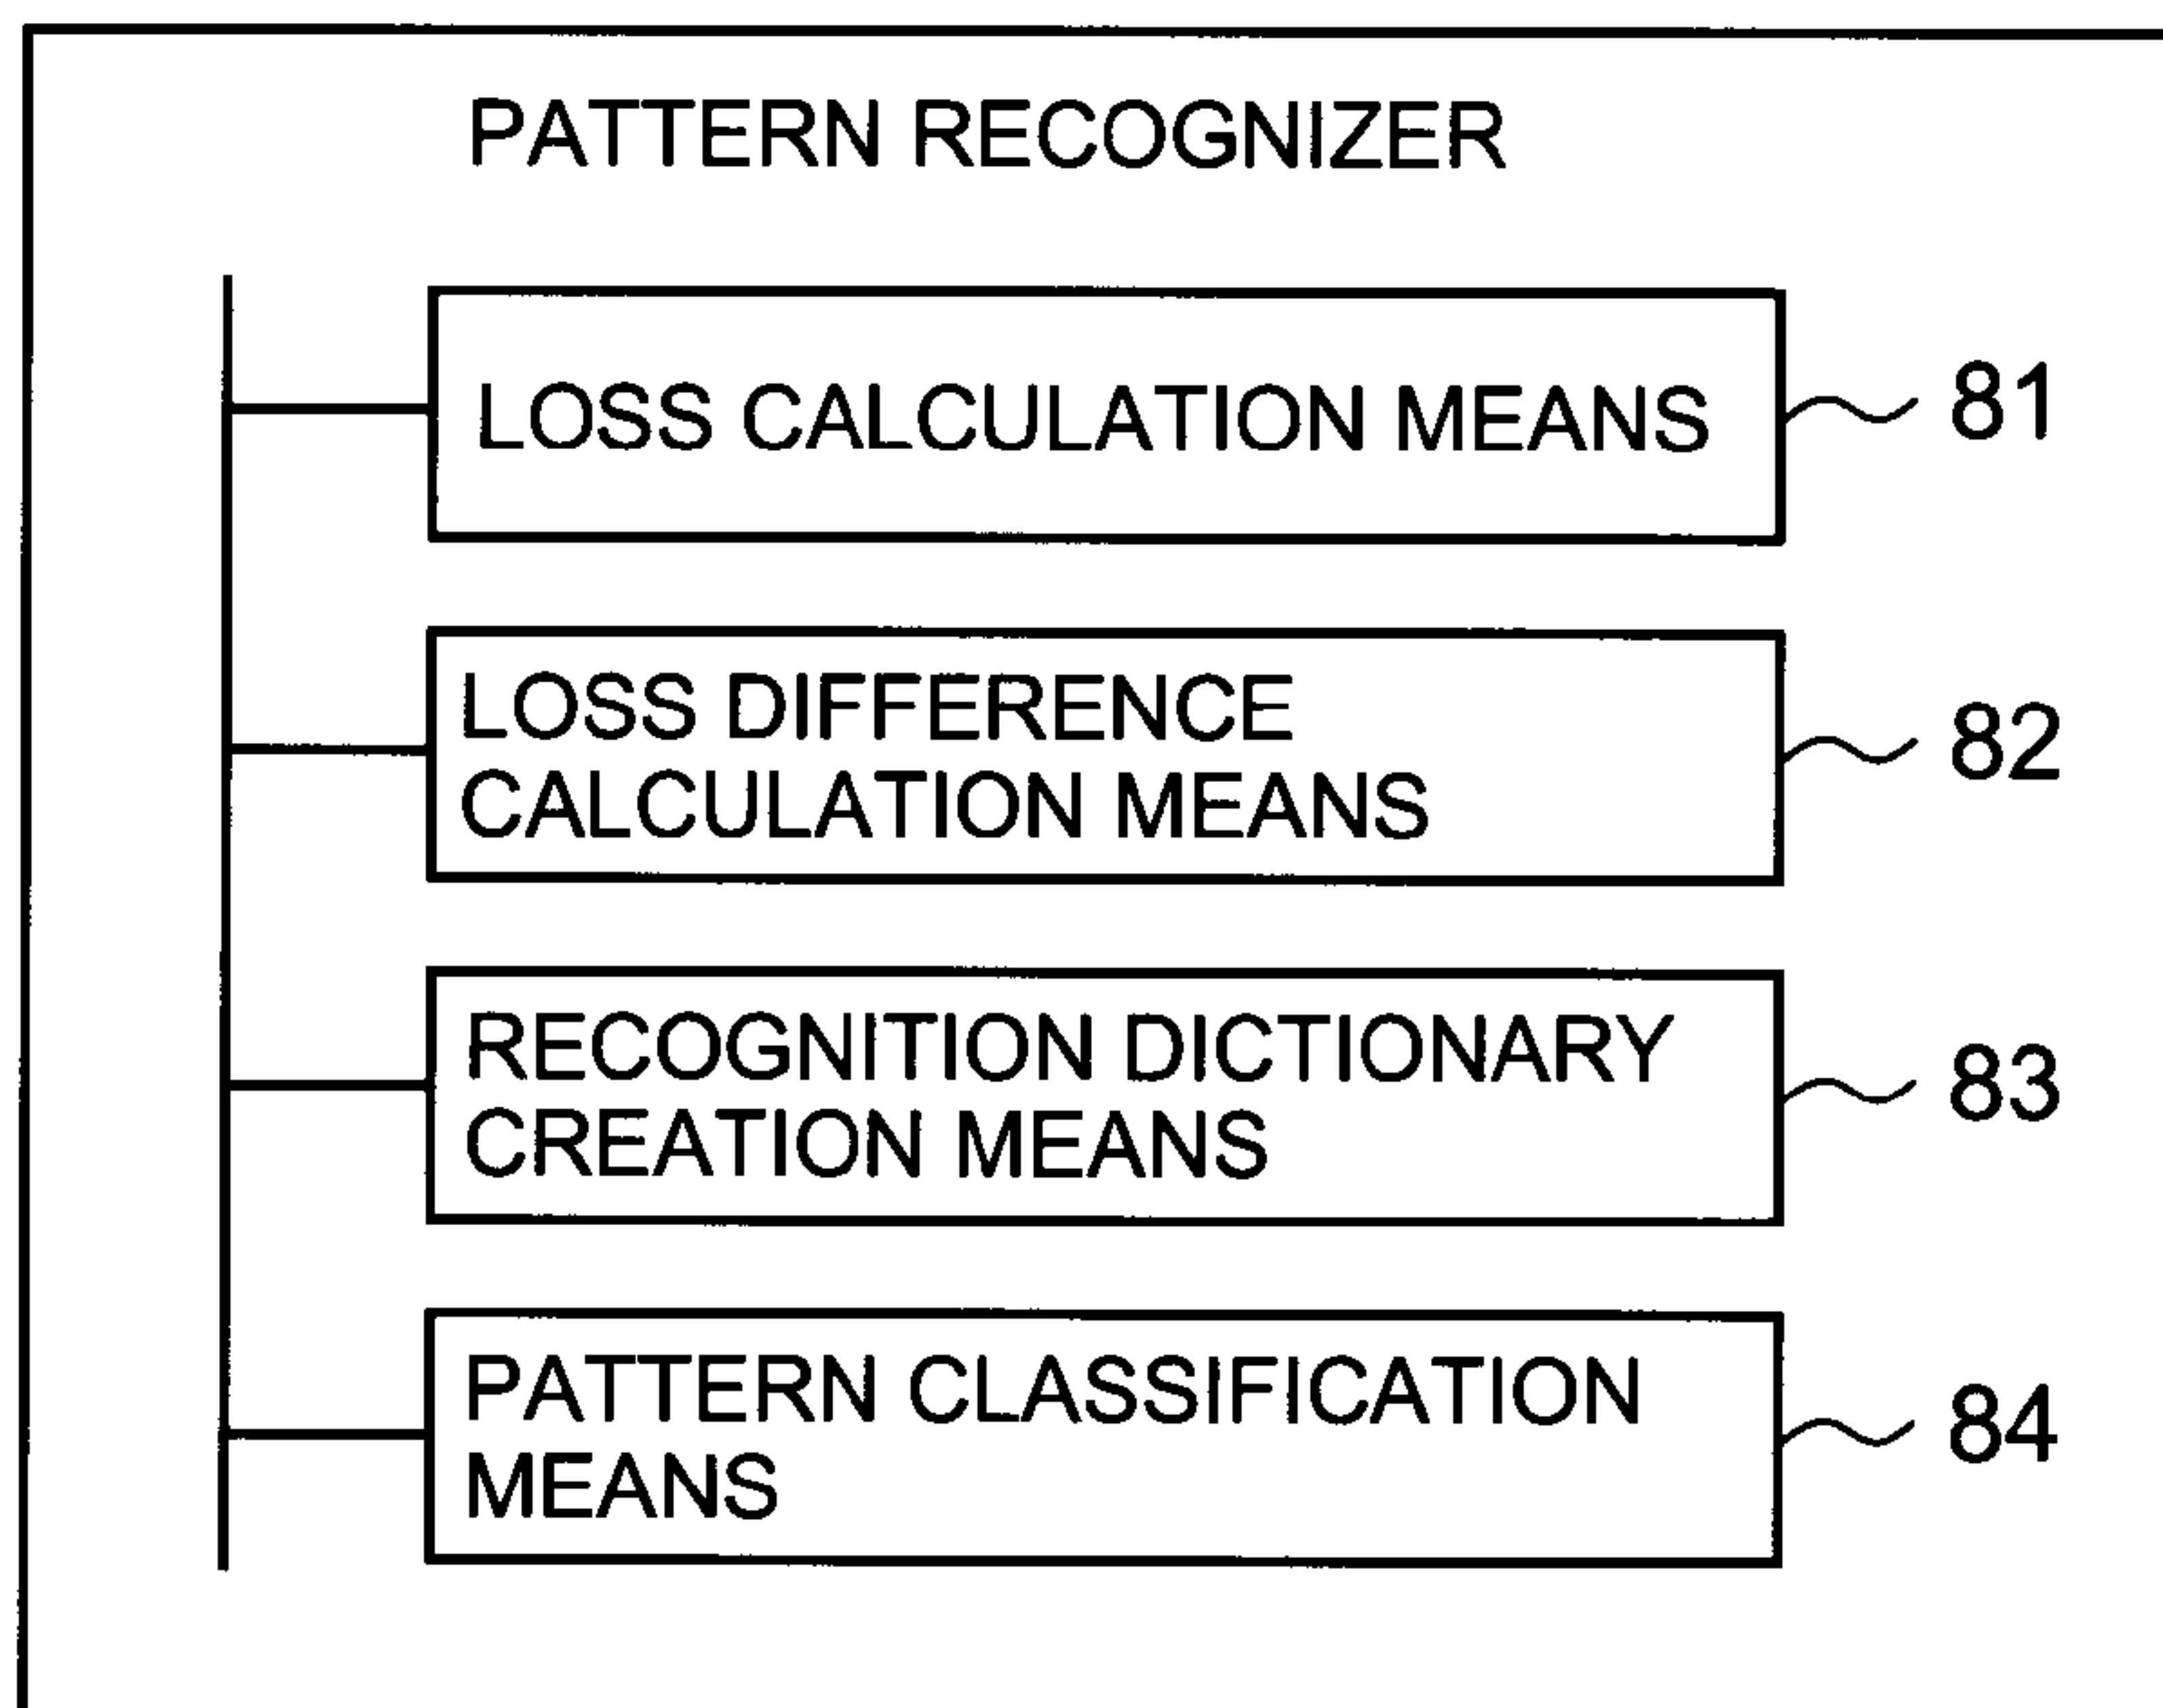 PATTERN RECOGNIZER
LOSS CALCULATION MEANS
81
LOSS DIFFERENCE
CALCULATION MEANS
82
RECOGNITION DICTIONARY
CREATION MEANS
83
PATTERN CLASSIFICATION
MEANS
84